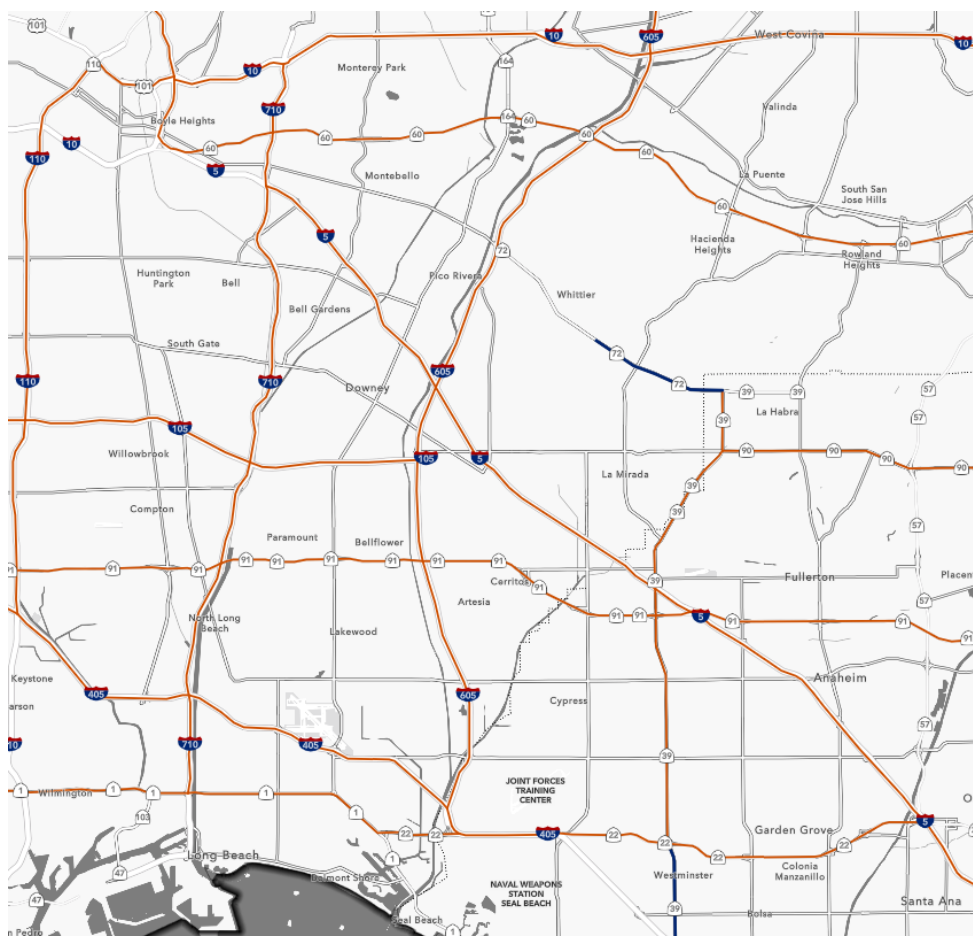 101
10
605
West Covina
10
110
101
10
Monterey Park
164
710
Valinda
Boyle Heights
164
60
10
60
60
60
110
60
60
5
Montebello
La Puente
South San
Jose Hills
60
5
Hacienda
Heights
60
72
Rowland
Heights
Huntington
Park
Bell
Pico Rivera
Whittier
Bell Gardens
South Gate
72
605
110
710
Downey
72
39
39
57
La Habra
39
57
105
Willowbrook
105
5
90
90
90
90
La Mirada
39
Compton
39
57
Paramount
Bellflower
91
91
91
91
91
91
91
91
91
39
Fullerton
Placent
Cerritos
91
Artesia
57
North Long
Beach
Lakewood
91
91
5
91
91
91
Keystone
Anaheim
arson
405
605
Cypress
57
10
710
405
39
JOINT FORCES
TRAINING
CENTER
1
Wilmington
1
1
1
1
103
22
22
405
22
22
5
O
Garden Grove
Long Beach
1
22
22
Colonia
Manzanillo
47
Belmont Shore
Westminster
NAVAL WEAPONS
STATION
SEAL BEACH
47
39
Santa Ana
Seal Beach
Bolsa
n Pedro
1